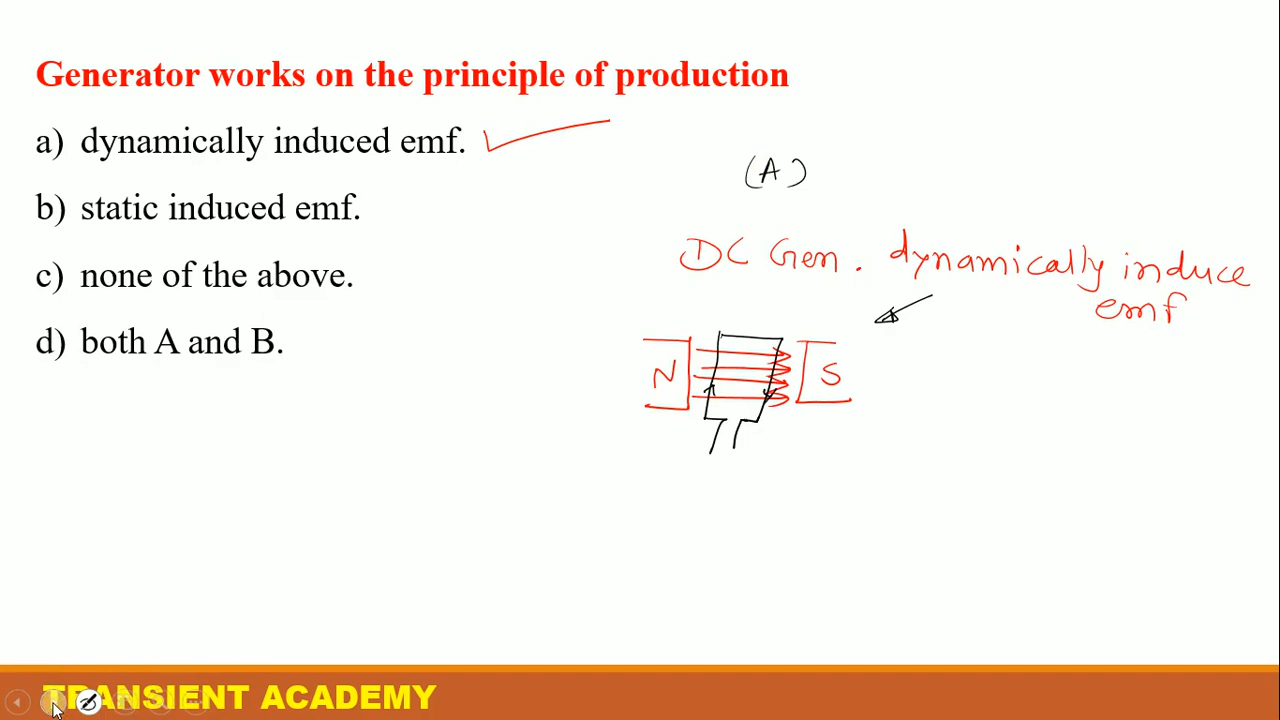 Generator works on the principle of production
a) dynamically induced emf.
(A)
b) static induced emf.
DC Gen. dynamically induce
emf
c) none of the above.
d) both A and B.
N
S
TRANSIENT ACADEMY